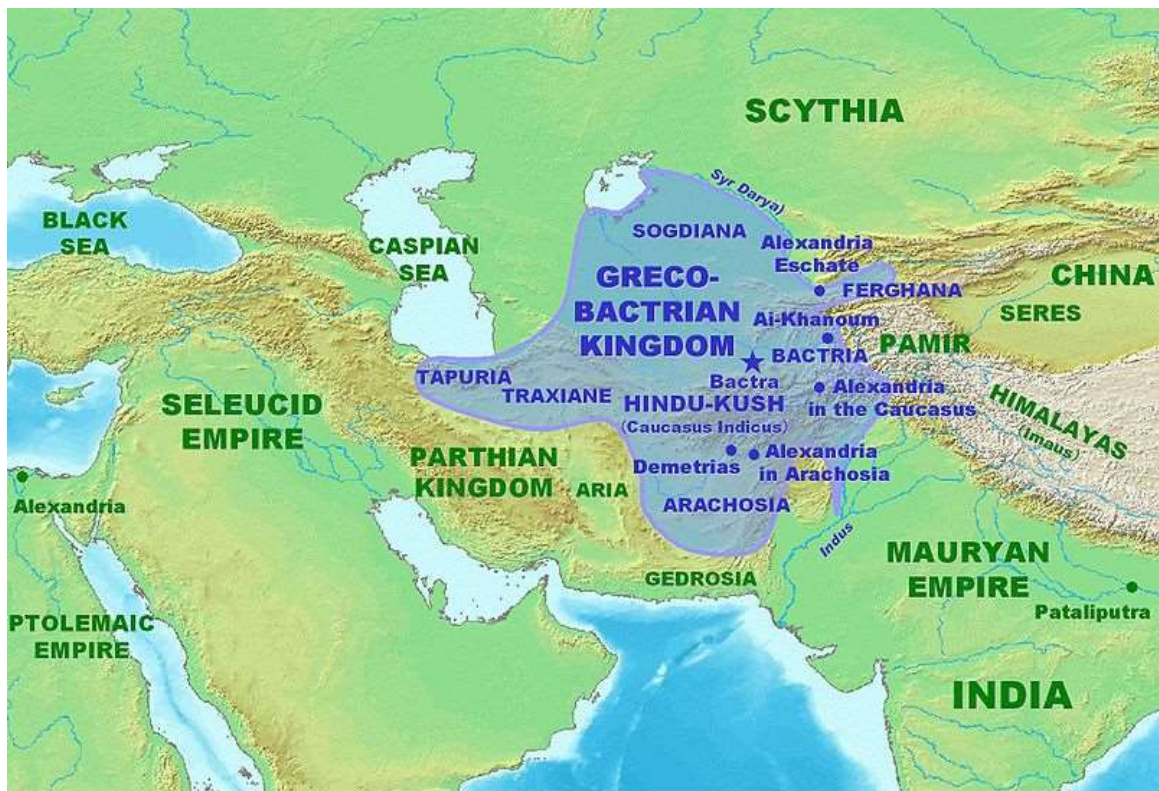 SCYTHIA
Syr Darya)
BLACK
SEA
CASPIAN
SEA
SOGDIANA
Alexandria
Eschate
GRECO-
BACTRIAN
KINGDOM
FERGHANA
CHINA
SERES
Ai-Khanoum
PAMIR
BACTRIA
Bactra
TAPURIA
TRAXIANE
HINDU-KUSH
(Caucasus Indicus)
Alexandria
in the Caucasus
HIMALAYAS
(Imaus)
SELEUCID
EMPIRE
PARTHIAN
KINGDOM
ARIA
Demetrias
Alexandria
in Arachosia
ARACHOSIA
Alexandria
Indus
MAURYAN
EMPIRE
GEDROSIA
Pataliputra
PTOLEMAIC
EMPIRE
INDIA